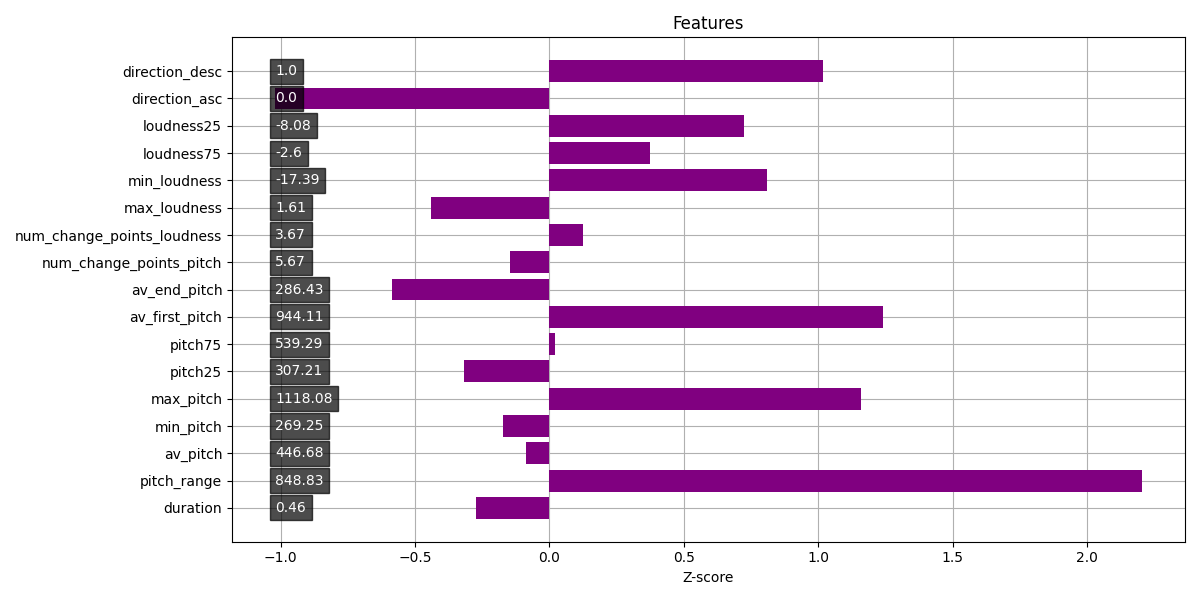 Features
direction_desc 1.0
direction_asc 0.0
loudness25 -8.08
loudness75 -2.6
min_loudness -17.39
max_loudness 1.61
num_change_points_loudness 3.67
num_change_points_pitch 5.67
av_end_pitch 286.43
av_first_pitch 944.11
pitch75 539.29
pitch25 307.21
max_pitch 1118.08
min_pitch 269.25
av_pitch 446.68
pitch_range 848.83
duration 0.46
−1.0 −0.5 0.0 0.5 1.0 1.5 2.0
Z-score